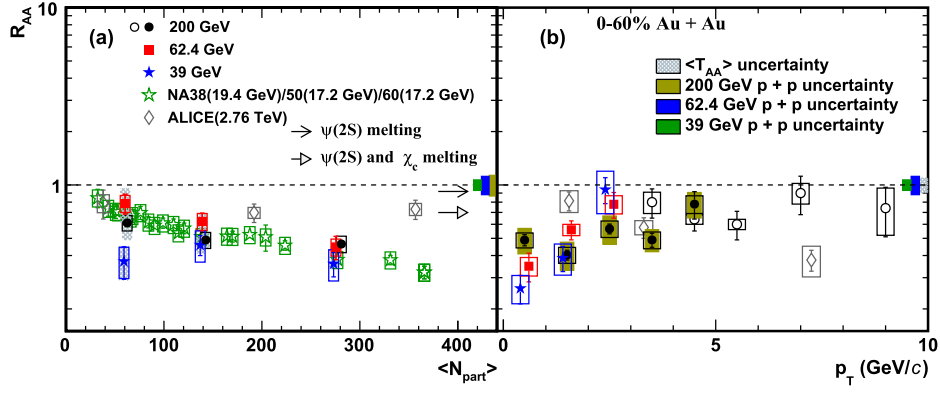 R_AA
10
1
(a)
200 GeV
62.4 GeV
39 GeV
NA38(19.4 GeV)/50(17.2 GeV)/60(17.2 GeV)
ALICE(2.76 TeV)
ψ(2S) melting
ψ(2S) and χ_c melting
0 100 200 300 400
<N_part>
10
1
0-60% Au + Au
(b)
<T_AA> uncertainty
200 GeV p + p uncertainty
62.4 GeV p + p uncertainty
39 GeV p + p uncertainty
0 5 10
p_T (GeV/c)